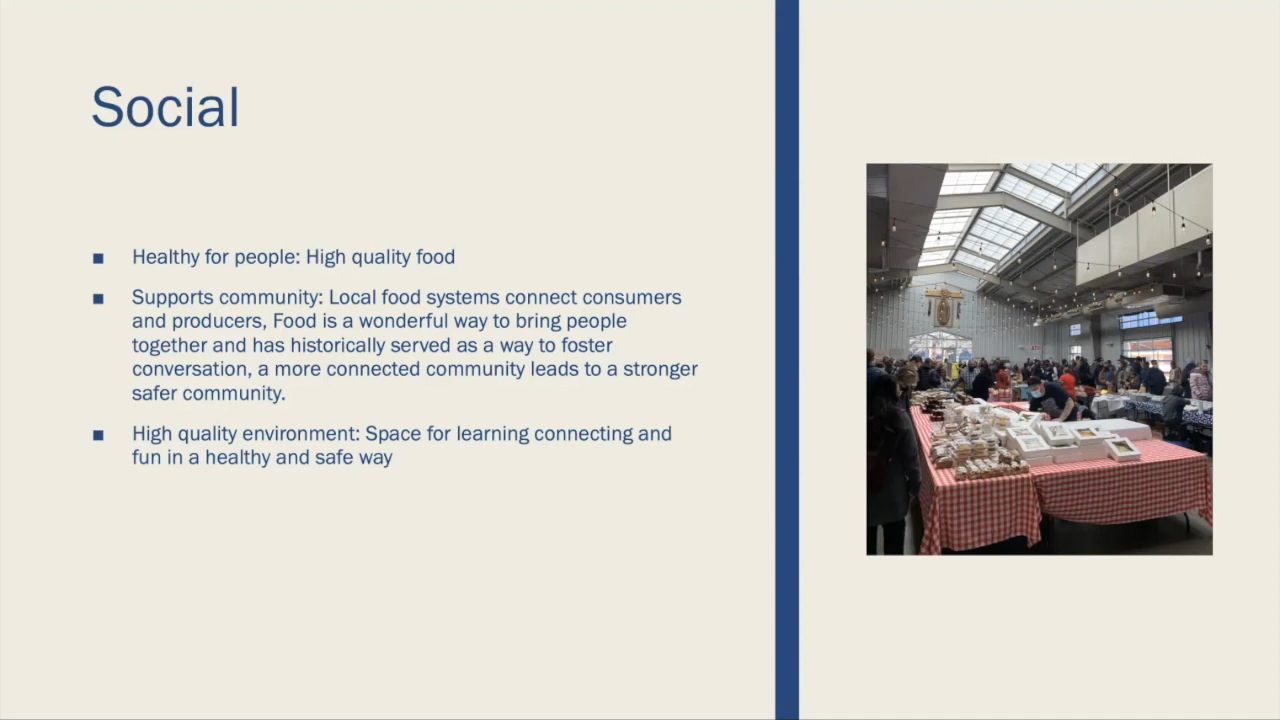 Social
■ Healthy for people: High quality food
■ Supports community: Local food systems connect consumers
and producers, Food is a wonderful way to bring people
together and has historically served as a way to foster
conversation, a more connected community leads to a stronger
safer community.
■ High quality environment: Space for learning connecting and
fun in a healthy and safe way